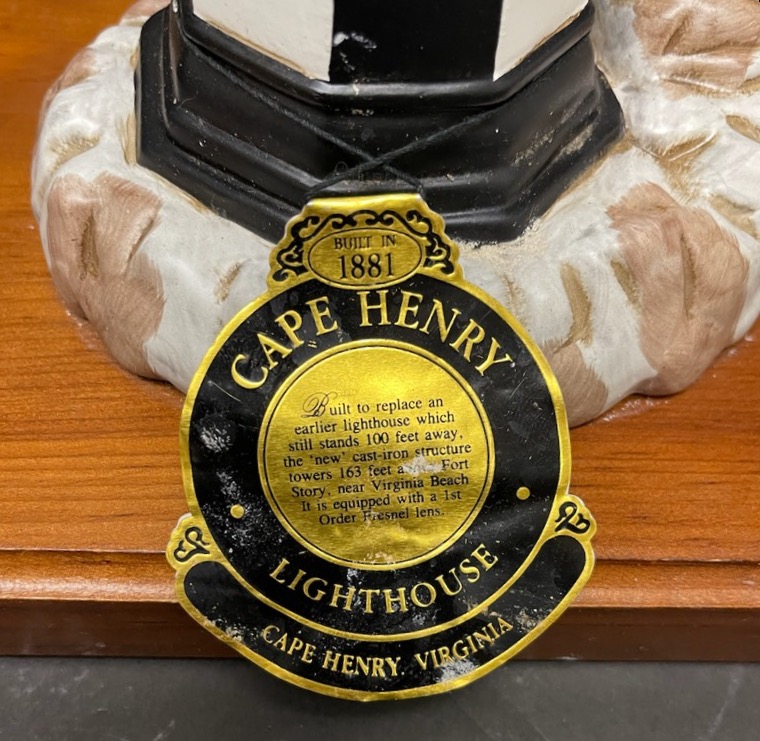 BUILT IN
1881
CAPE HENRY
Built to replace an
earlier lighthouse which
still stands 100 feet away,
the 'new' cast-iron structure
towers 163 feet a Fort
Story, near Virginia Beach
It is equipped with a 1st
Order Fresnel lens.
LIGHTHOUSE
CAPE HENRY. VIRGINIA